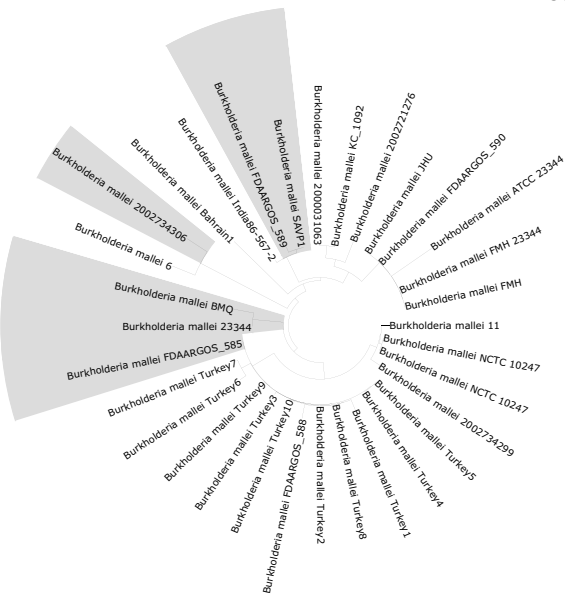 Burkholderia mallei 2000031063
Burkholderia mallei KC_1092
Burkholderia mallei 2002721276
Burkholderia mallei JHU
Burkholderia mallei FDAARGOS_590
Burkholderia mallei ATCC 23344
Burkholderia mallei FMH 23344
Burkholderia mallei FMH
Burkholderia mallei 11
Burkholderia mallei NCTC 10247
Burkholderia mallei NCTC 10247
Burkholderia mallei 2002734299
Burkholderia mallei Turkey5
Burkholderia mallei Turkey4
Burkholderia mallei Turkey1
Burkholderia mallei Turkey8
Burkholderia mallei Turkey2
Burkholderia mallei FDAARGOS_588
Burkholderia mallei Turkey10
Burkholderia mallei Turkey3
Burkholderia mallei Turkey9
Burkholderia mallei Turkey6
Burkholderia mallei Turkey7
Burkholderia mallei FDAARGOS_585
Burkholderia mallei 23344
Burkholderia mallei BMQ
Burkholderia mallei 6
Burkholderia mallei 2002734306
Burkholderia mallei Bahrain1
Burkholderia mallei India86-567-2
Burkholderia mallei FDAARGOS_589
Burkholderia mallei SAVP1